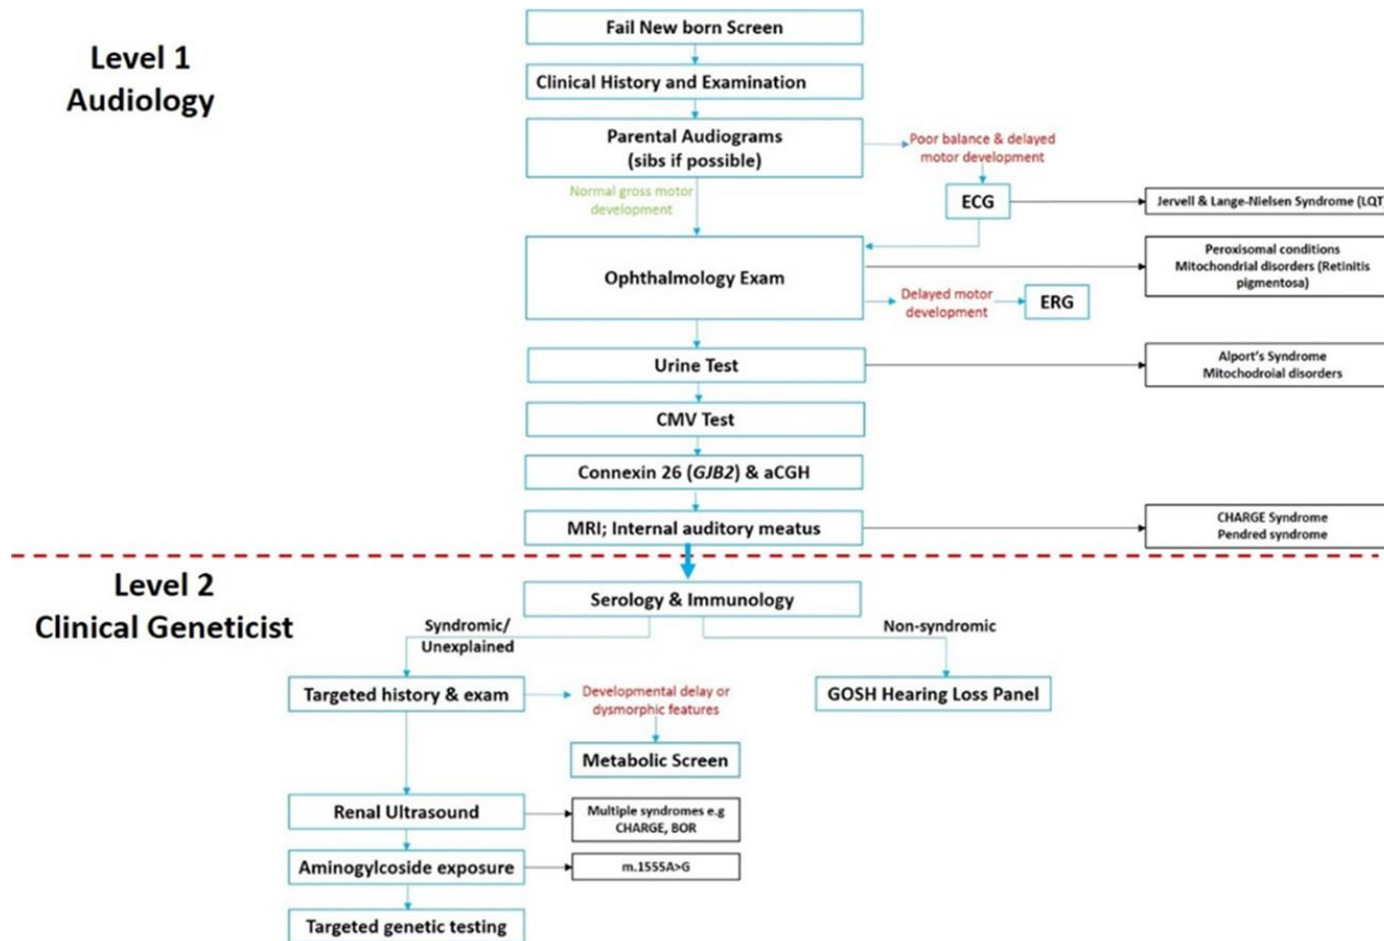 Level 1
Audiology
Fail New born Screen
Clinical History and Examination
Parental Audiograms
(sibs if possible)
Poor balance & delayed
motor development
Normal gross motor
development
ECG
Jervell & Lange-Nielsen Syndrome (LQT)
Ophthalmology Exam
Peroxisomal conditions
Mitochondrial disorders (Retinitis
pigmentosa)
Delayed motor
development
ERG
Urine Test
Alport's Syndrome
Mitochodroial disorders
CMV Test
Connexin 26 (GJB2) & aCGH
MRI; Internal auditory meatus
CHARGE Syndrome
Pendred syndrome
Level 2
Clinical Geneticist
Serology & Immunology
Syndromic/
Unexplained
Non-syndromic
Targeted history & exam
Developmental delay or
dysmorphic features
GOSH Hearing Loss Panel
Metabolic Screen
Renal Ultrasound
Multiple syndromes e.g
CHARGE, BOR
Aminogylcoside exposure
m.1555A>G
Targeted genetic testing